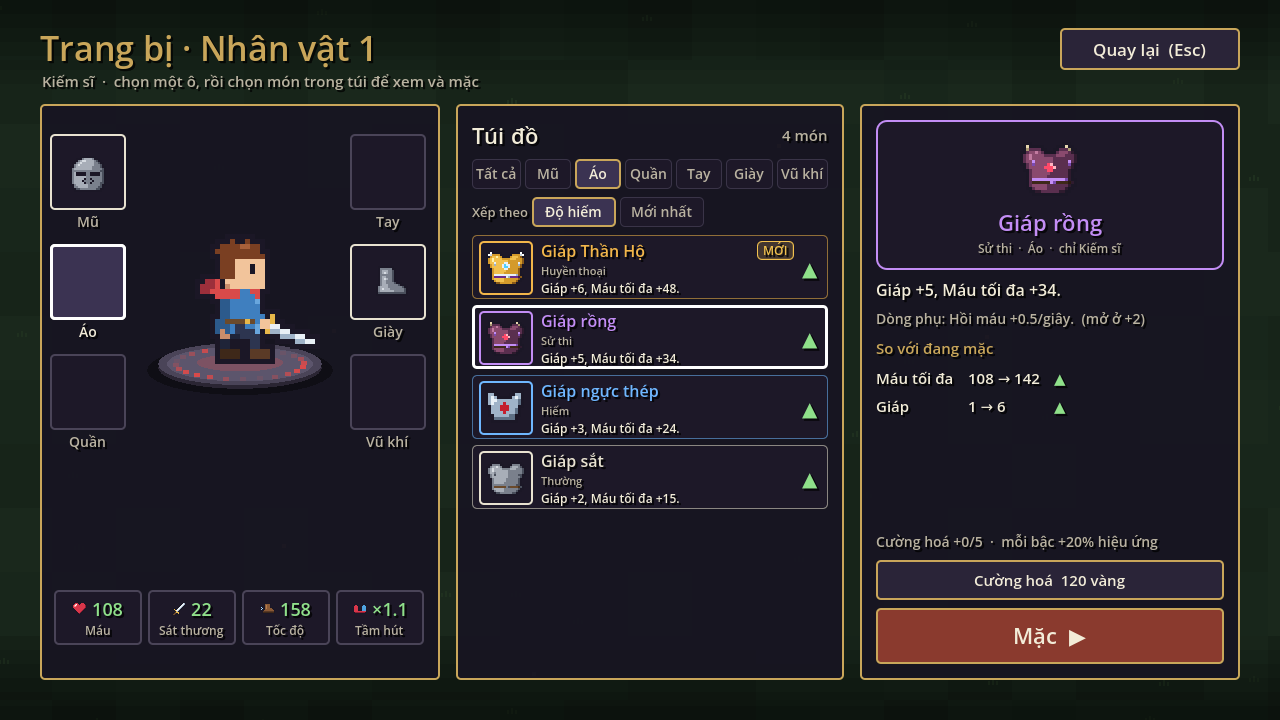 Trang bị · Nhân vật 1
Quay lại (Esc)
Kiếm sĩ · chọn một ô, rồi chọn món trong túi để xem và mặc
Mũ
Tay
Áo
Giày
Quần
Vũ khí
108
Máu
22
Sát thương
158
Tốc độ
×1.1
Tầm hút
Túi đồ
4 món
Tất cả
Mũ
Áo
Quần
Tay
Giày
Vũ khí
Xếp theo
Độ hiếm
Mới nhất
Giáp Thần Hộ
MỚI
Huyền thoại
Giáp +6, Máu tối đa +48.
Giáp rồng
Sử thi
Giáp +5, Máu tối đa +34.
Giáp ngực thép
Hiếm
Giáp +3, Máu tối đa +24.
Giáp sắt
Thường
Giáp +2, Máu tối đa +15.
Giáp rồng
Sử thi · Áo · chỉ Kiếm sĩ
Giáp +5, Máu tối đa +34.
Dòng phụ: Hồi máu +0.5/giây. (mở ở +2)
So với đang mặc
Máu tối đa 108 → 142 ▲
Giáp 1 → 6 ▲
Cường hoá +0/5 · mỗi bậc +20% hiệu ứng
Cường hoá 120 vàng
Mặc ▶